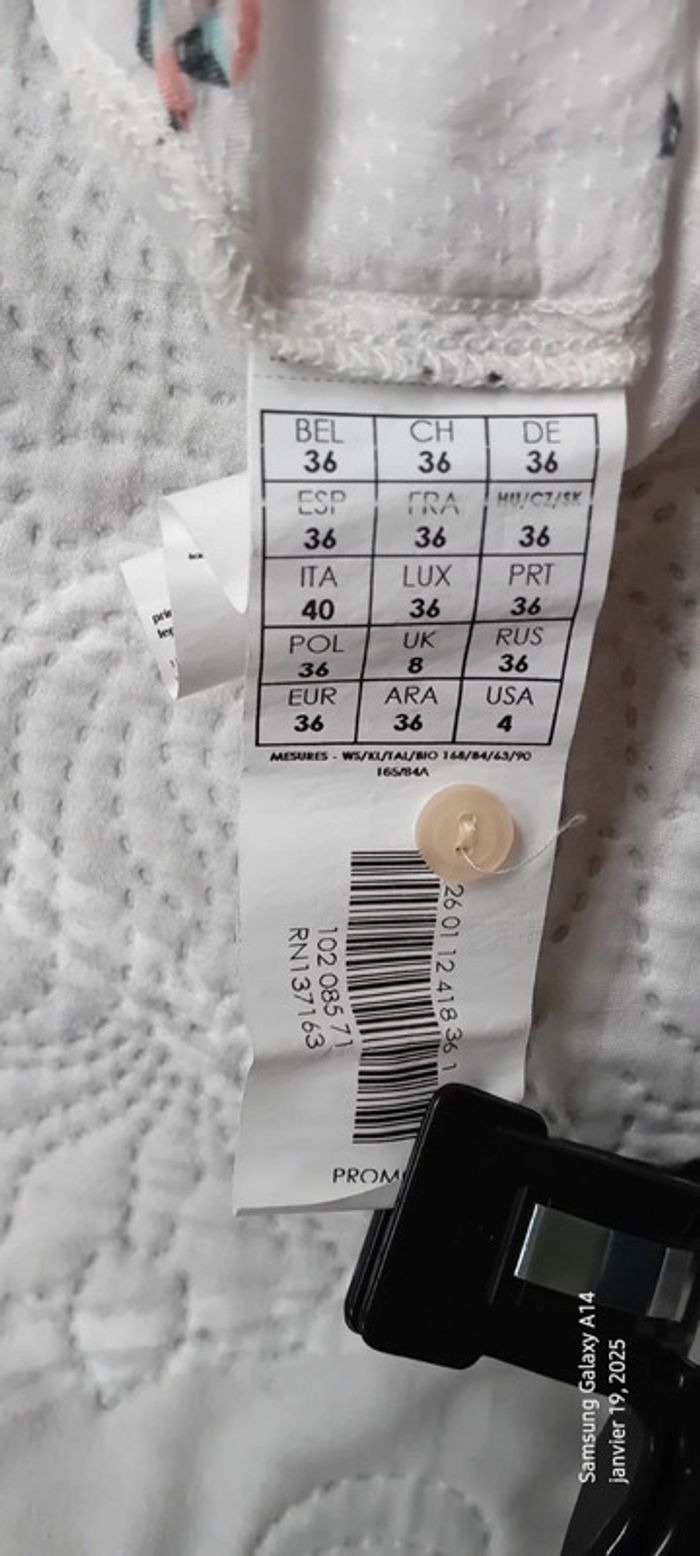 BEL CH DE
36 36 36
ESP FRA HU/CZ/SK
36 36 36
ITA LUX PRT
40 36 36
POL UK RUS
36 8 36
EUR ARA USA
36 36 4
MESURES - WS/KL/TAL/BIO 168/84/63/90
165/84A
26 01 12 418 36 1
102 085 71
RN137163
PROMO
Samsung Galaxy A14
janvier 19, 2025